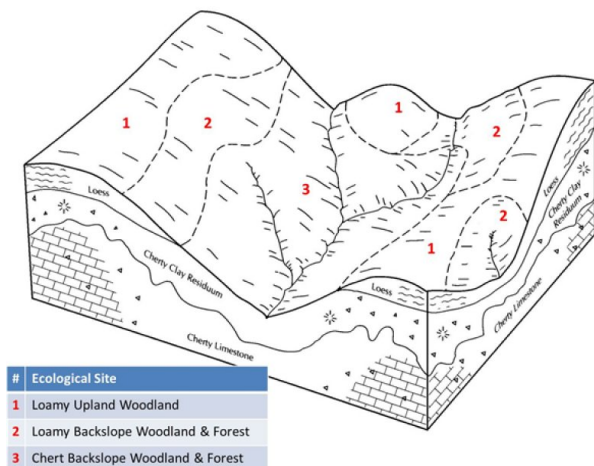 1
2
1
2
3
2
1
Loess
Cherty Clay Residuum
Cherty Limestone
Loess
Loess
Cherty Clay
Residuum
Cherty Limestone
# Ecological Site
1 Loamy Upland Woodland
2 Loamy Backslope Woodland & Forest
3 Chert Backslope Woodland & Forest